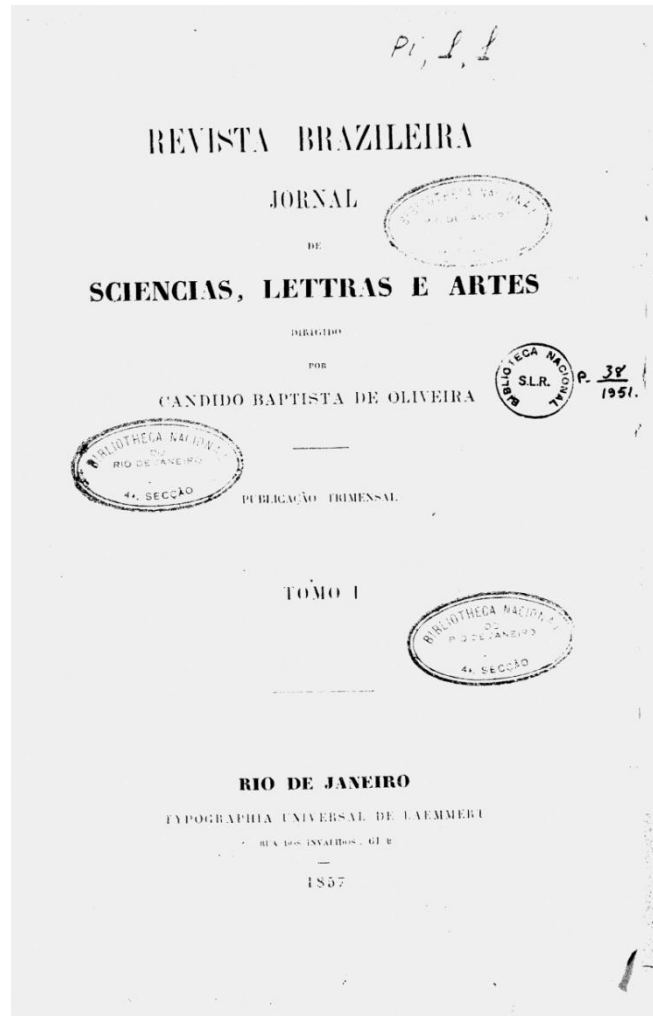 Pi, 1, 1
REVISTA BRAZILEIRA
JORNAL
DE
SCIENCIAS, LETTRAS E ARTES
DIRIGIDO
POR
CANDIDO BAPTISTA DE OLIVEIRA
BIBLIOTECA NACIONAL
S.L.R.
P. 38
1951.
BIBLIOTHECA NACIONAL
DO
RIO DE JANEIRO
4a. SECÇÃO
PUBLICAÇÃO TRIMENSAL
TOMO I
BIBLIOTHECA NACIONAL
DO
RIO DE JANEIRO
4a. SECÇÃO
RIO DE JANEIRO
TYPOGRAPHIA UNIVERSAL DE LAEMMERT
RUA DOS INVALIDOS, 61 B
1857